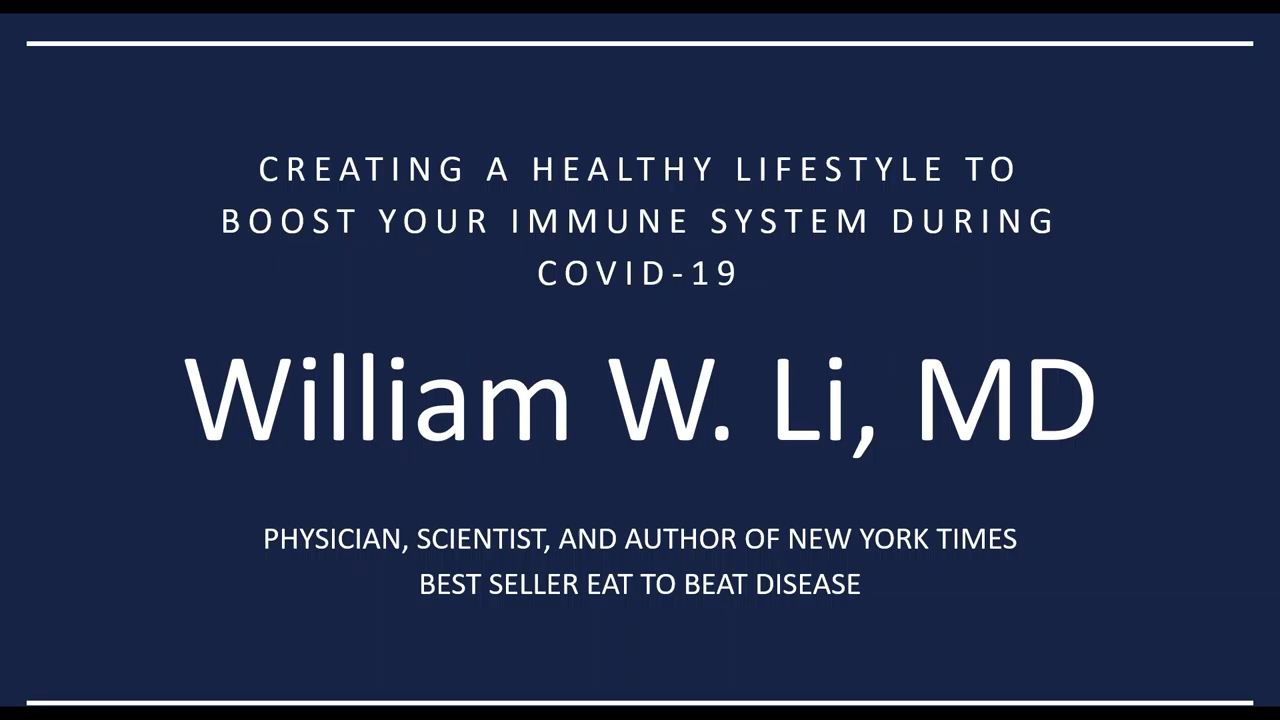 CREATING A HEALTHY LIFESTYLE TO
BOOST YOUR IMMUNE SYSTEM DURING
COVID-19
William W. Li, MD
PHYSICIAN, SCIENTIST, AND AUTHOR OF NEW YORK TIMES
BEST SELLER EAT TO BEAT DISEASE